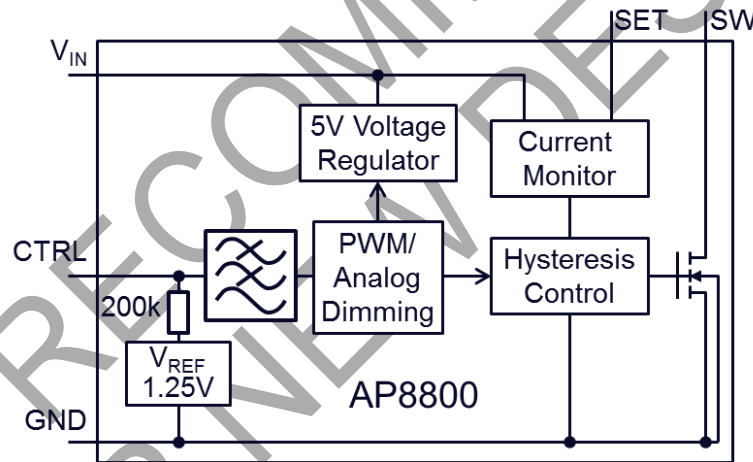 SET
SW
VIN
5V Voltage
Regulator
Current
Monitor
CTRL
PWM/
Analog
Dimming
Hysteresis
Control
200k
VREF
1.25V
AP8800
GND